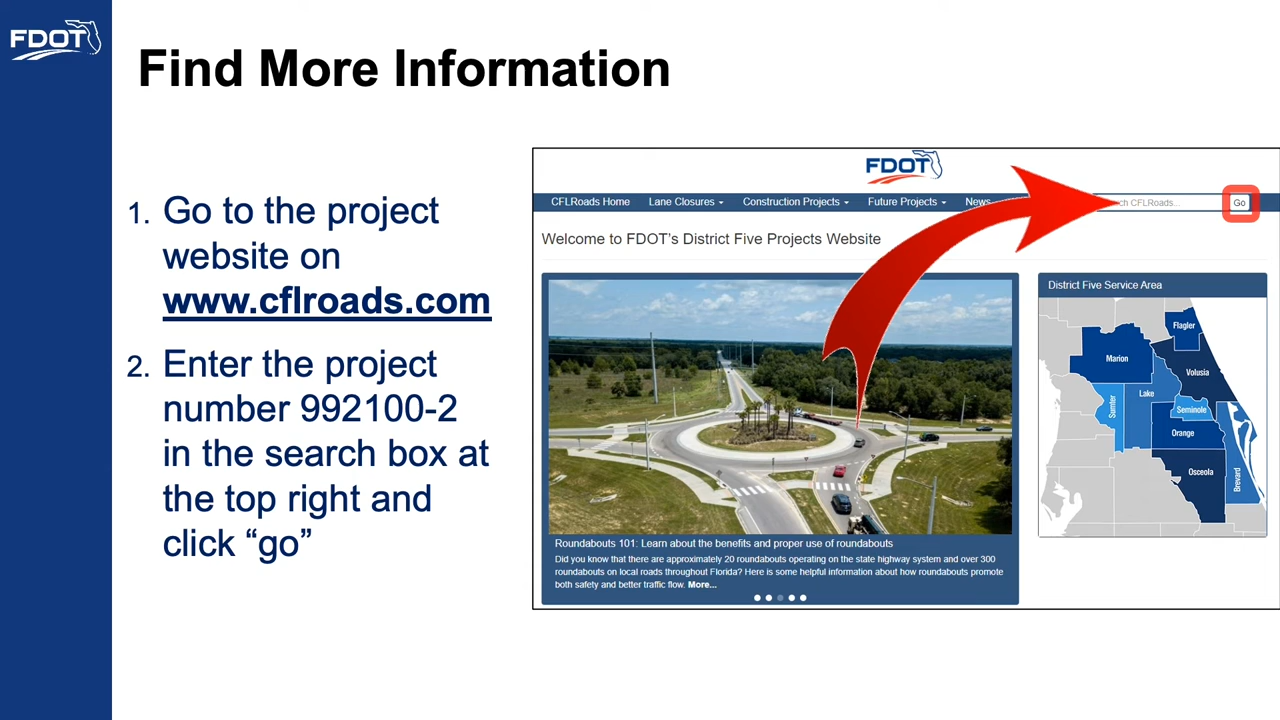 FDOT
Find More Information
1. Go to the project
website on
www.cflroads.com
2. Enter the project
number 992100-2
in the search box at
the top right and
click “go”
FDOT
CFLRoads Home Lane Closures Construction Projects Future Projects News CFLRoads... Go
Welcome to FDOT's District Five Projects Website
Roundabouts 101: Learn about the benefits and proper use of roundabouts
Did you know that there are approximately 20 roundabouts operating on the state highway system and over 300
roundabouts on local roads throughout Florida? Here is some helpful information about how roundabouts promote
both safety and better traffic flow. More...
District Five Service Area
Flagler
Marion
Volusia
Lake
Sumter
Seminole
Orange
Osceola
Brevard